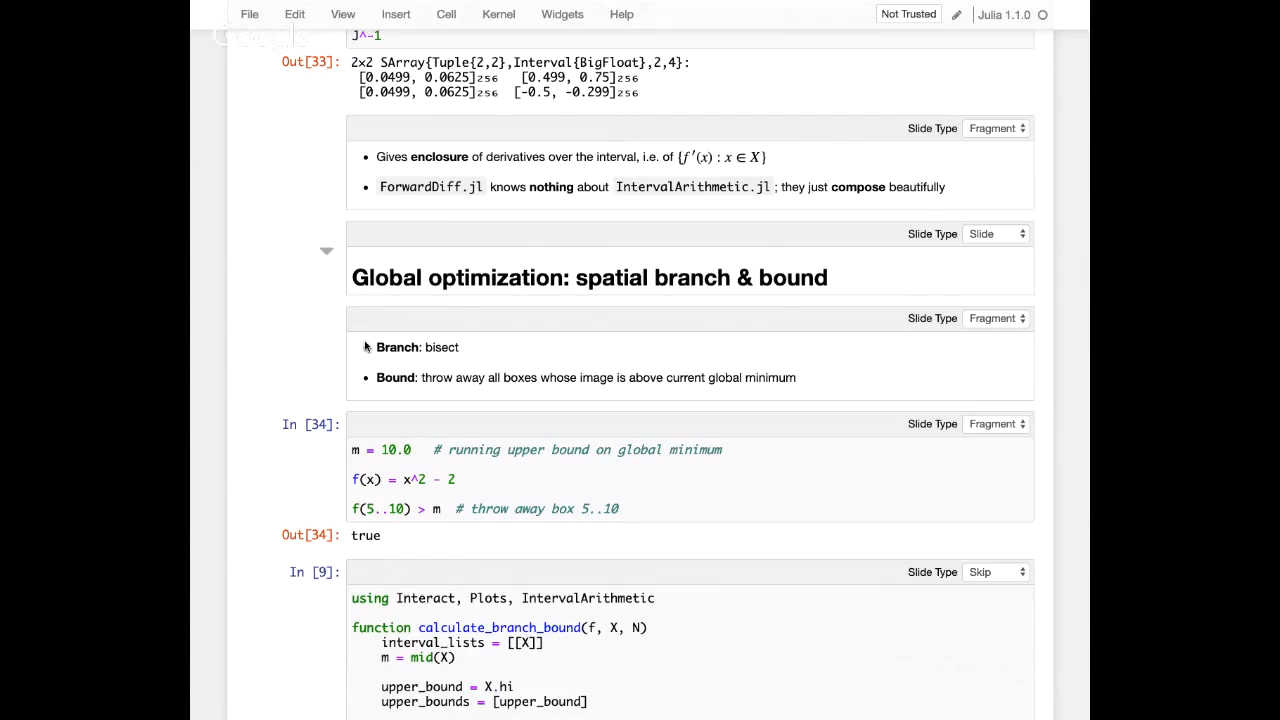 File Edit View Insert Cell Kernel Widgets Help Not Trusted Julia 1.1.0
Google
J^-1
Out[33]: 2×2 SArray{Tuple{2,2},Interval{BigFloat},2,4}:
[0.0499, 0.0625]₂₅₆ [0.499, 0.75]₂₅₆
[0.0499, 0.0625]₂₅₆ [-0.5, -0.299]₂₅₆
Slide Type Fragment
• Gives enclosure of derivatives over the interval, i.e. of {f′(x) : x ∈ X}
• ForwardDiff.jl knows nothing about IntervalArithmetic.jl ; they just compose beautifully
Slide Type Slide
Global optimization: spatial branch & bound
Slide Type Fragment
Branch: bisect
• Bound: throw away all boxes whose image is above current global minimum
In [34]: Slide Type Fragment
m = 10.0 # running upper bound on global minimum
f(x) = x^2 - 2
f(5..10) > m # throw away box 5..10
Out[34]: true
In [9]: Slide Type Skip
using Interact, Plots, IntervalArithmetic
function calculate_branch_bound(f, X, N)
interval_lists = [[X]]
m = mid(X)
upper_bound = X.hi
upper_bounds = [upper_bound]